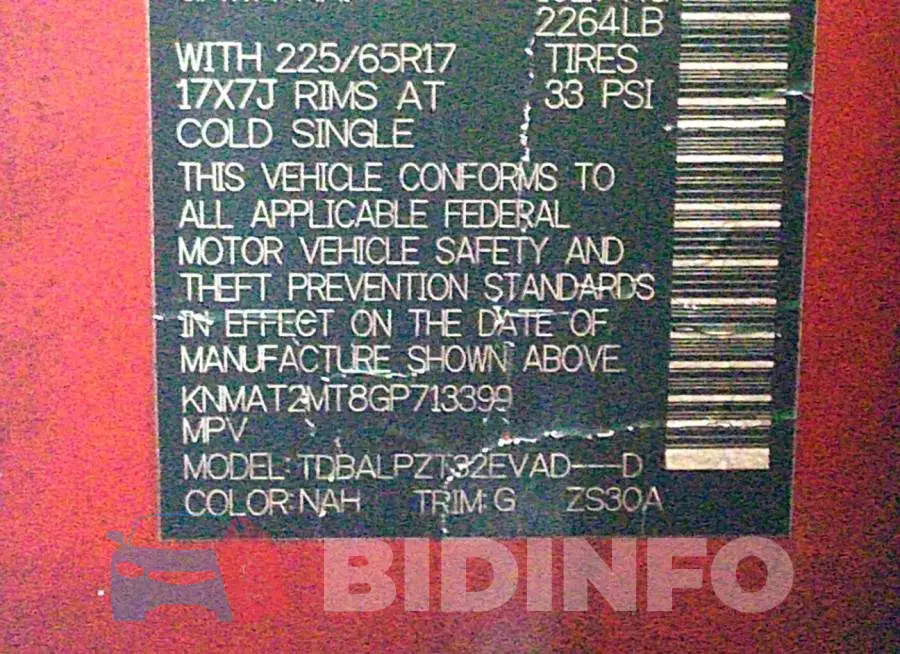 2264LB
WITH 225/65R17 TIRES
17X7J RIMS AT 33 PSI
COLD SINGLE
THIS VEHICLE CONFORMS TO
ALL APPLICABLE FEDERAL
MOTOR VEHICLE SAFETY AND
THEFT PREVENTION STANDARDS
IN EFFECT ON THE DATE OF
MANUFACTURE SHOWN ABOVE.
KNMAT2MT8GP713399
MPV
MODEL: TDBALPZT32EVAD---D
COLOR:NAH TRIM:G ZS30A
BIDINFO